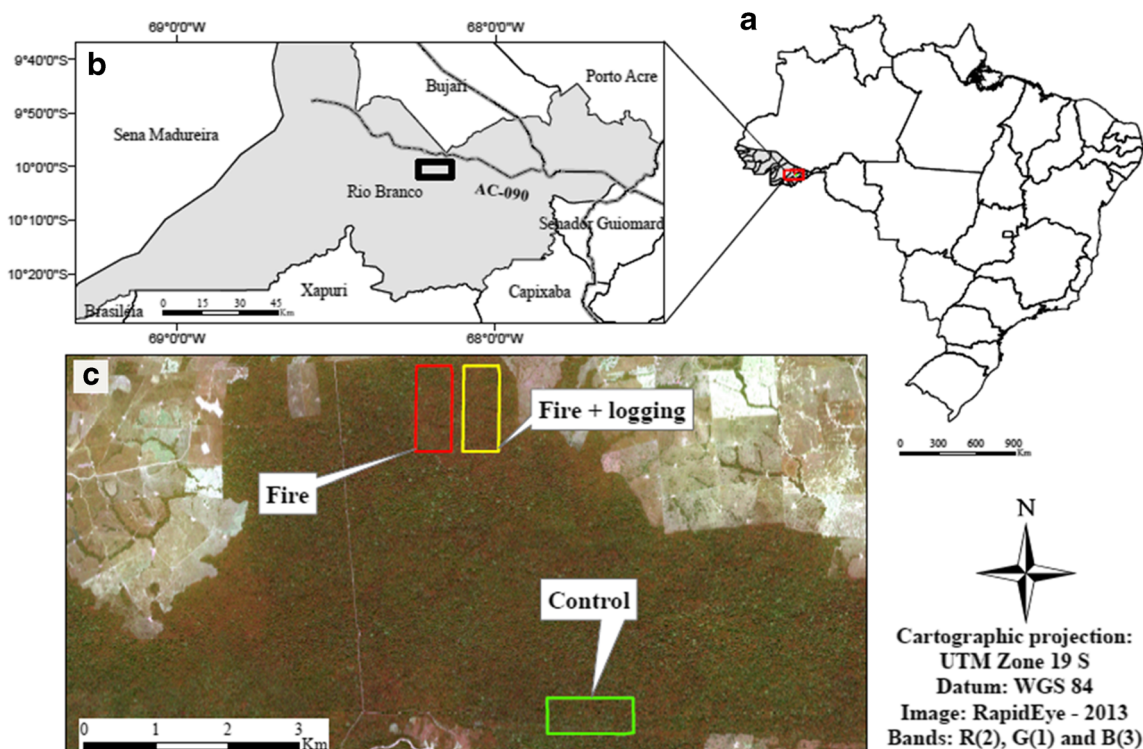 69°0'0"W 68°0'0"W
a
b
9°40'0"S
9°50'0"S
10°0'0"S
10°10'0"S
10°20'0"S
Bujari
Porto Acre
Sena Madureira
Rio Branco
AC-090
Senador Guiomard
Xapuri
Capixaba
Brasiléia
0 15 30 45
Km
69°0'0"W 68°0'0"W
0 300 600 900
Km
c
Fire + logging
Fire
Control
0 1 2 3
Km
N
Cartographic projection:
UTM Zone 19 S
Datum: WGS 84
Image: RapidEye - 2013
Bands: R(2), G(1) and B(3)